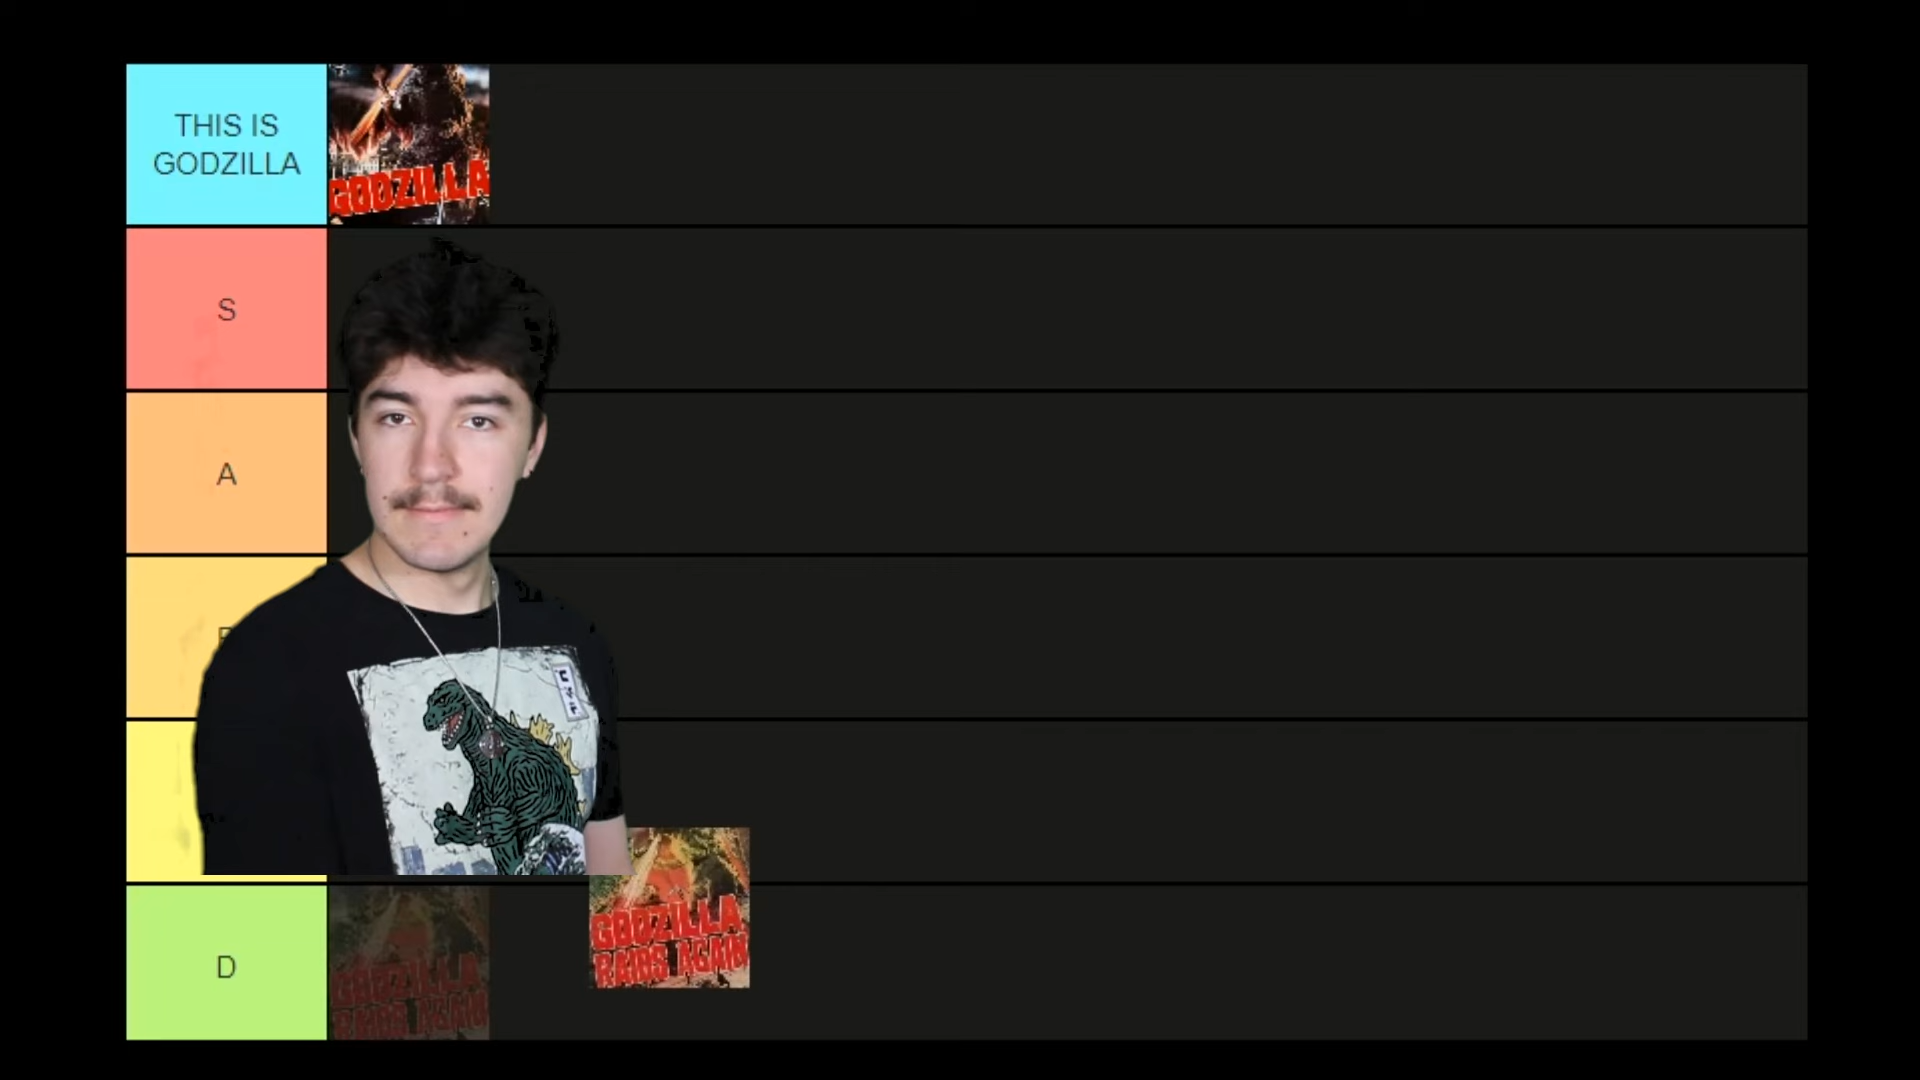 THIS IS
GODZILLA
GODZILLA
S
A
GODZILLA
RAIDS AGAIN
D
GODZILLA
RAIDS AGAIN